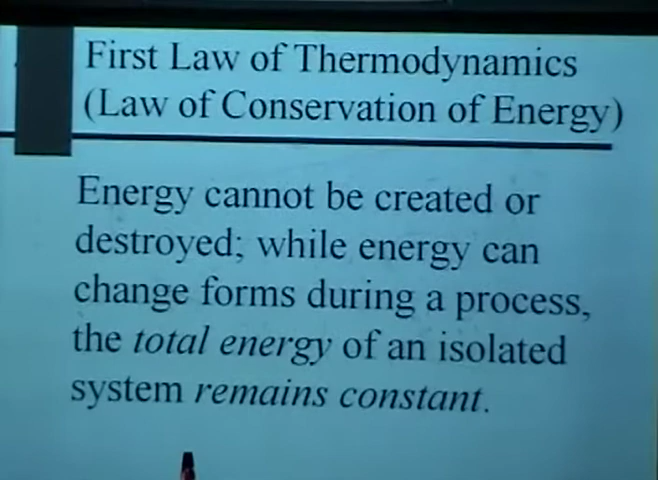 First Law of Thermodynamics
(Law of Conservation of Energy)
Energy cannot be created or
destroyed; while energy can
change forms during a process,
the total energy of an isolated
system remains constant.